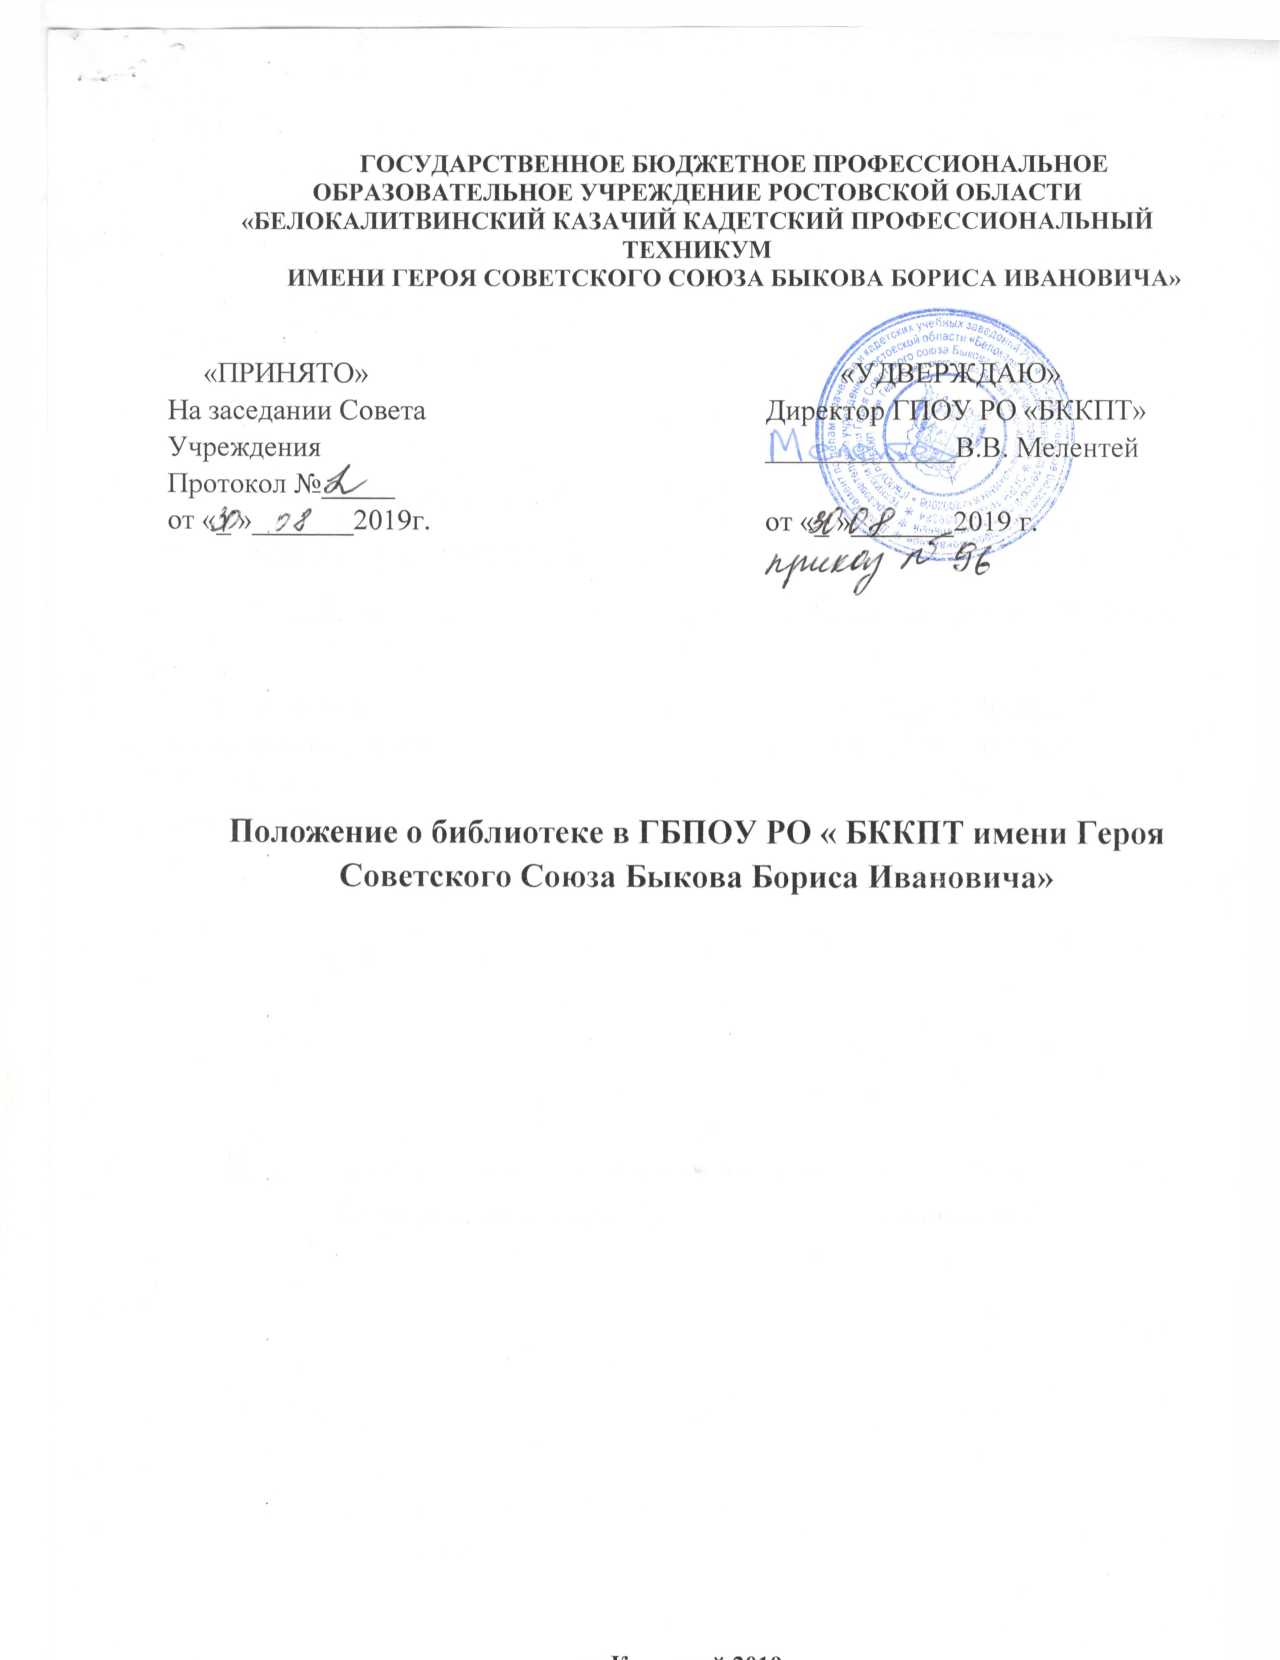 ГОСУДАРСТВЕННОЕ БЮДЖЕТНОЕ ПРОФЕССИОНАЛЬНОЕ
ОБРАЗОВАТЕЛЬНОЕ УЧРЕЖДЕНИЕ РОСТОВСКОЙ ОБЛАСТИ
«БЕЛОКАЛИТВИНСКИЙ КАЗАЧИЙ КАДЕТСКИЙ ПРОФЕССИОНАЛЬНЫЙ
ТЕХНИКУМ
ИМЕНИ ГЕРОЯ СОВЕТСКОГО СОЮЗА БЫКОВА БОРИСА ИВАНОВИЧА»
«ПРИНЯТО»
На заседании Совета
Учреждения
Протокол №
от «30» 08 2019г.
«УДВЕРЖДАЮ»
Директор ГПОУ РО «БККПТ»
В.В. Мелентей
от «30» 08 2019 г.
приказ № 96
Положение о библиотеке в ГБПОУ РО « БККПТ имени Героя
Советского Союза Быкова Бориса Ивановича»